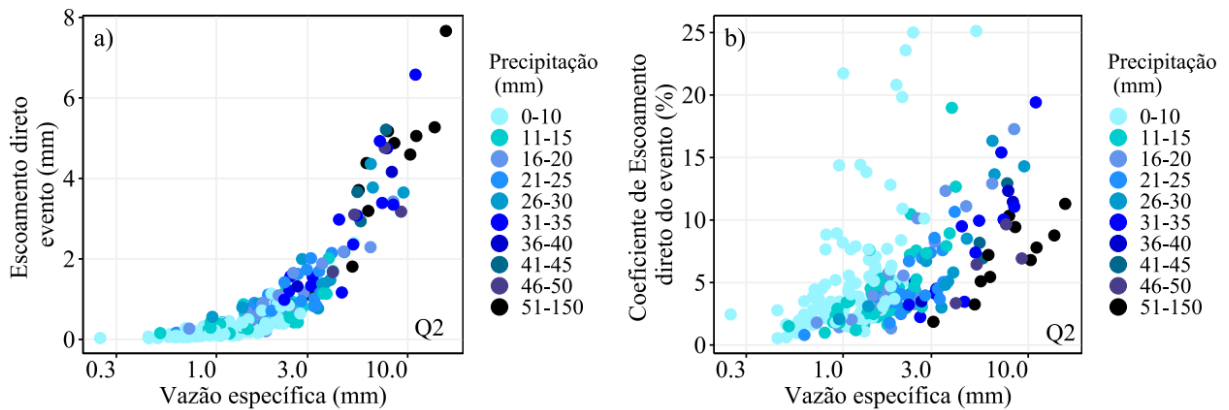 a)
Escoamento direto
evento (mm)
8
6
4
2
0
0.3 1.0 3.0 10.0
Vazão específica (mm)
Q2
Precipitação
(mm)
0-10
11-15
16-20
21-25
26-30
31-35
36-40
41-45
46-50
51-150
b)
Coeficiente de Escoamento
direto do evento (%)
25
20
15
10
5
0
0.3 1.0 3.0 10.0
Vazão específica (mm)
Q2
Precipitação
(mm)
0-10
11-15
16-20
21-25
26-30
31-35
36-40
41-45
46-50
51-150